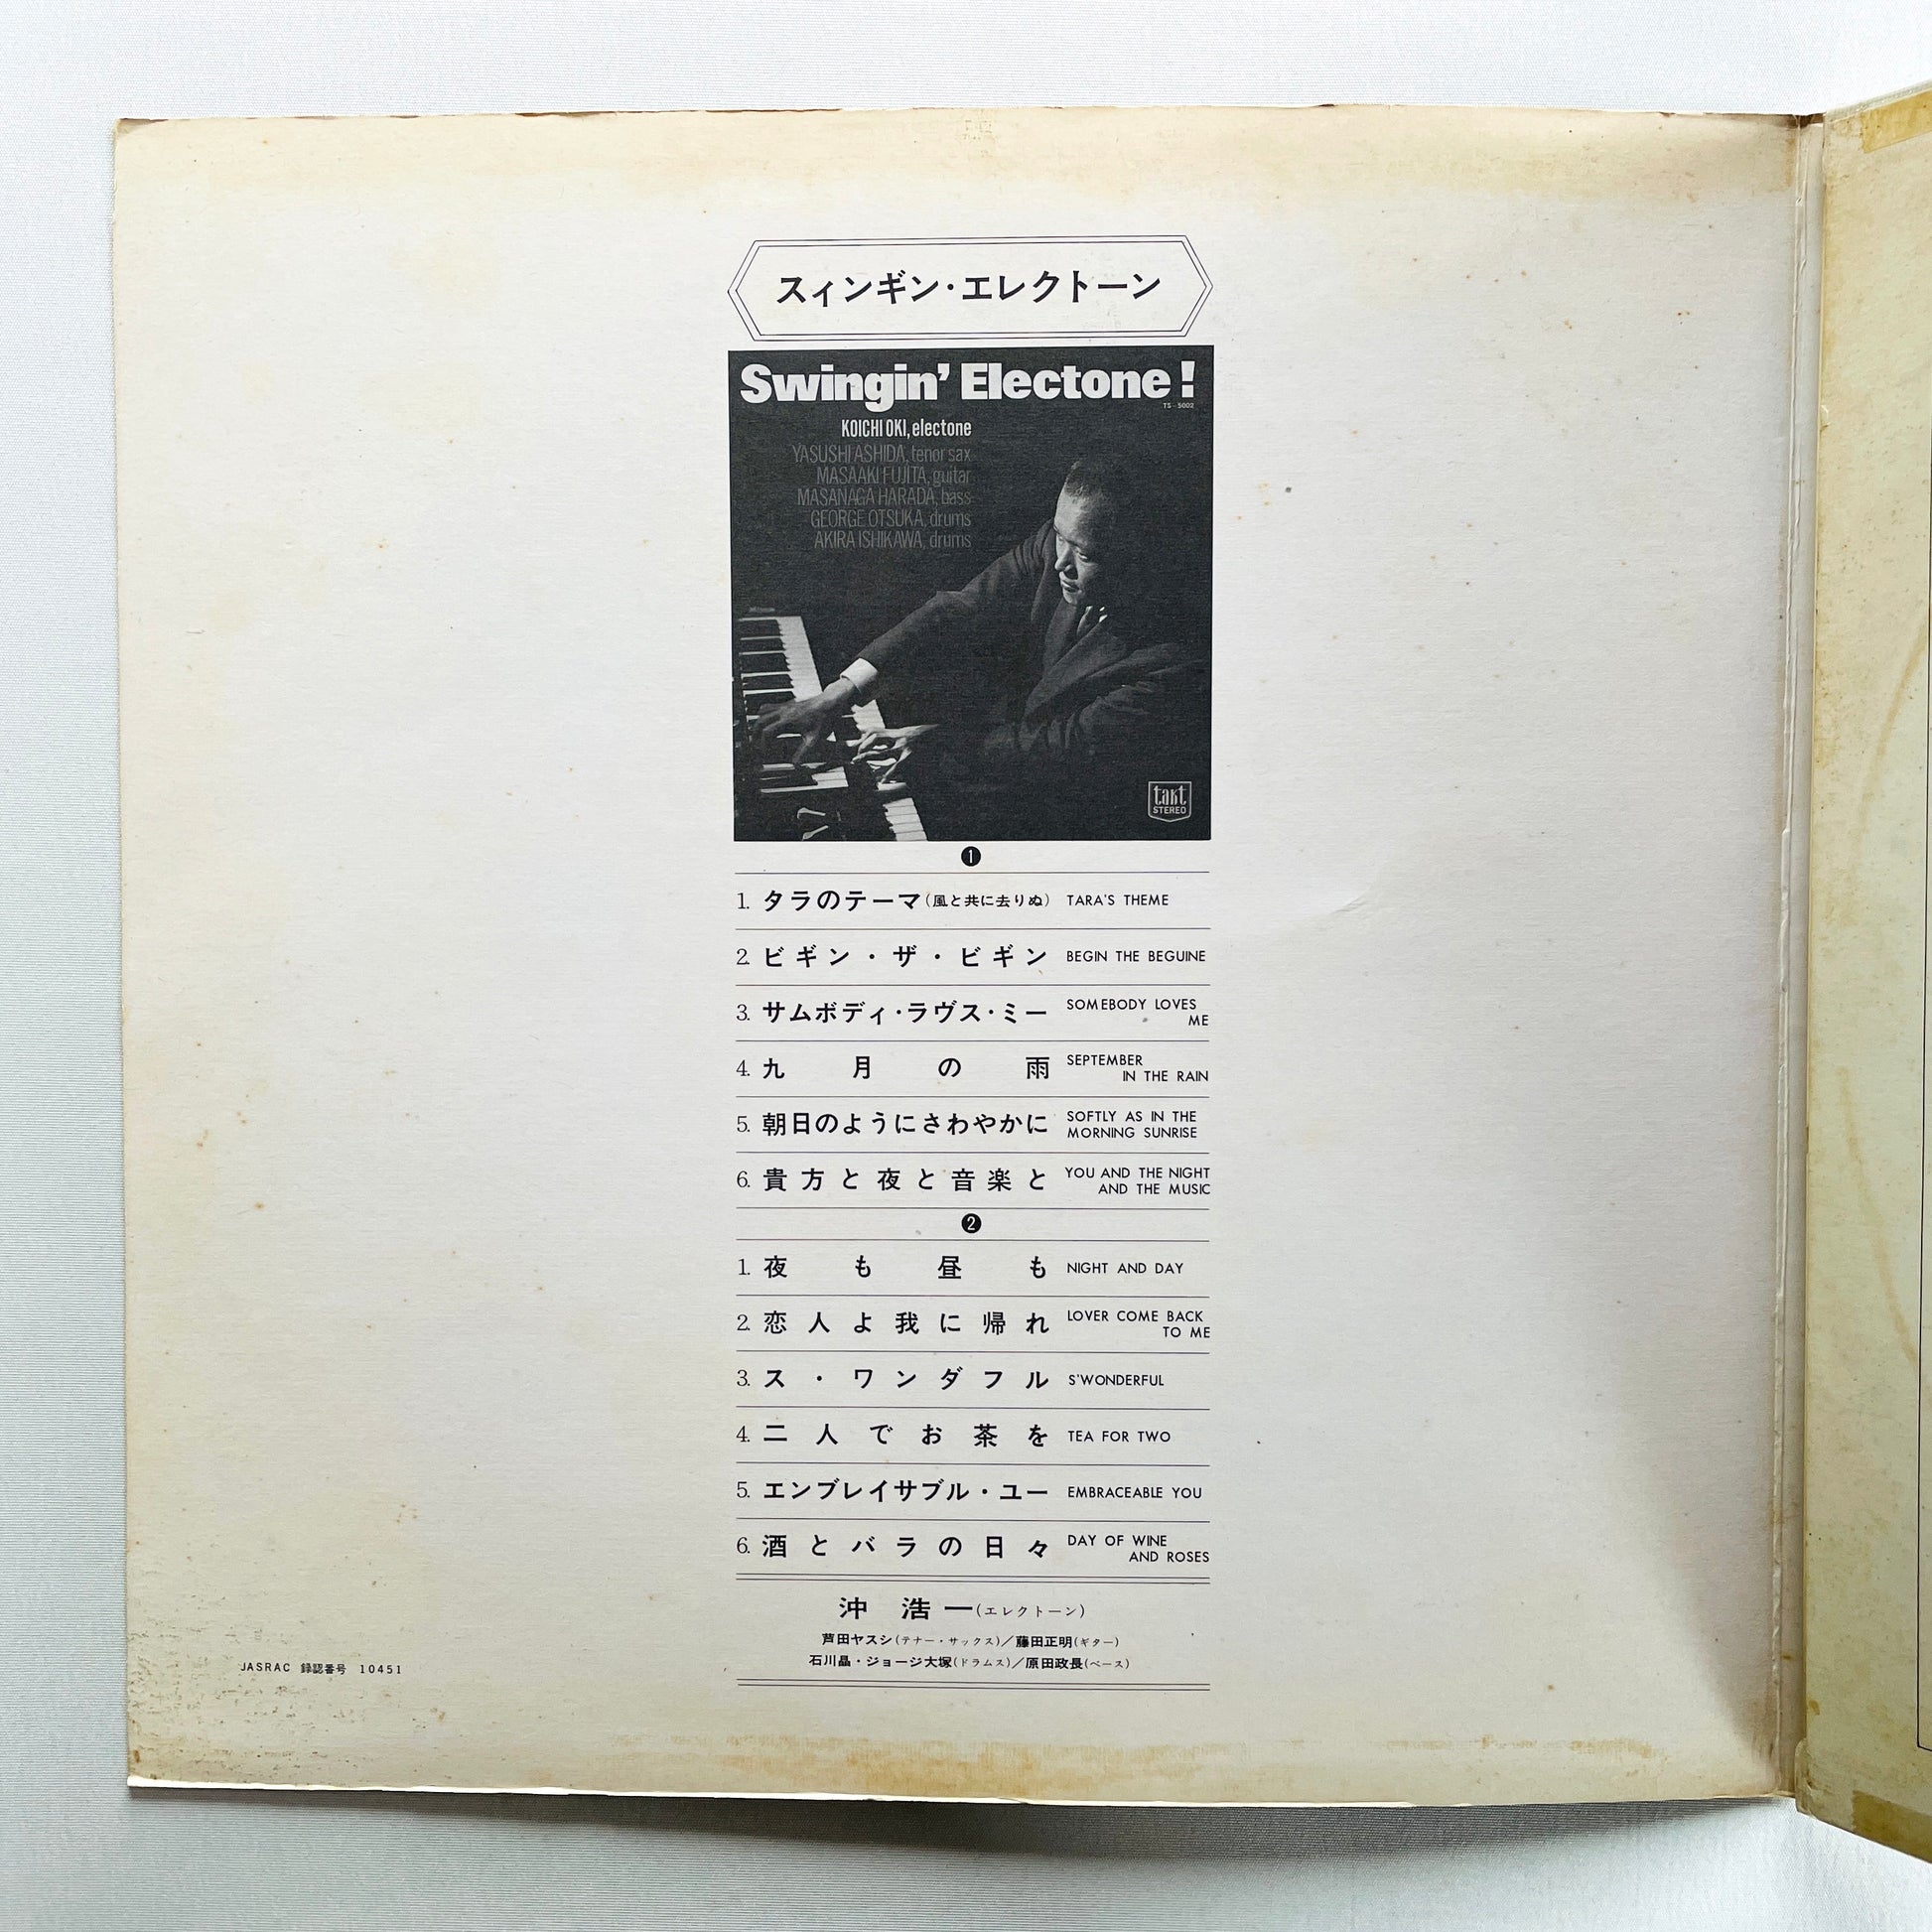 スィンギン・エレクトーン
Swingin' Electone!
TS-5002
KOICHI OKI, electone
YASUSHI ASHIDA, tenor sax
MASAAKI FUJITA, guitar
MASANAGA HARADA, bass
GEORGE OTSUKA, drums
AKIRA ISHIKAWA, drums
takt
STEREO
1
1. タラのテーマ(風と共に去りぬ) TARA'S THEME
2. ビギン・ザ・ビギン BEGIN THE BEGUINE
3. サムボディ・ラヴス・ミー SOMEBODY LOVES
ME
4. 九月の雨 SEPTEMBER
IN THE RAIN
5. 朝日のようにさわやかに SOFTLY AS IN THE
MORNING SUNRISE
6. 貴方と夜と音楽と YOU AND THE NIGHT
AND THE MUSIC
2
1. 夜も昼も NIGHT AND DAY
2. 恋人よ我に帰れ LOVER COME BACK
TO ME
3. ス・ワンダフル S'WONDERFUL
4. 二人でお茶を TEA FOR TWO
5. エンブレイサブル・ユー EMBRACEABLE YOU
6. 酒とバラの日々 DAY OF WINE
AND ROSES
沖 浩一(エレクトーン)
芦田ヤスシ(テナー・サックス)／藤田正明(ギター)
石川晶・ジョージ大塚(ドラムス)／原田政長(ベース)
JASRAC 録認番号 10451